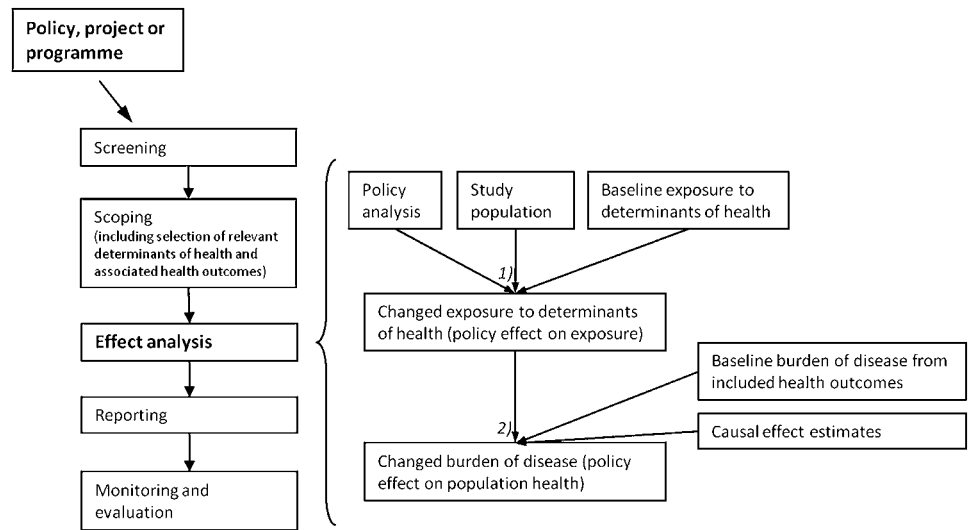 Policy, project or
programme
Screening
Scoping
(including selection of relevant
determinants of health and
associated health outcomes)
Effect analysis
Reporting
Monitoring and
evaluation
Policy
analysis
Study
population
Baseline exposure to
determinants of health
1)
Changed exposure to determinants
of health (policy effect on exposure)
Baseline burden of disease from
included health outcomes
Causal effect estimates
2)
Changed burden of disease (policy
effect on population health)